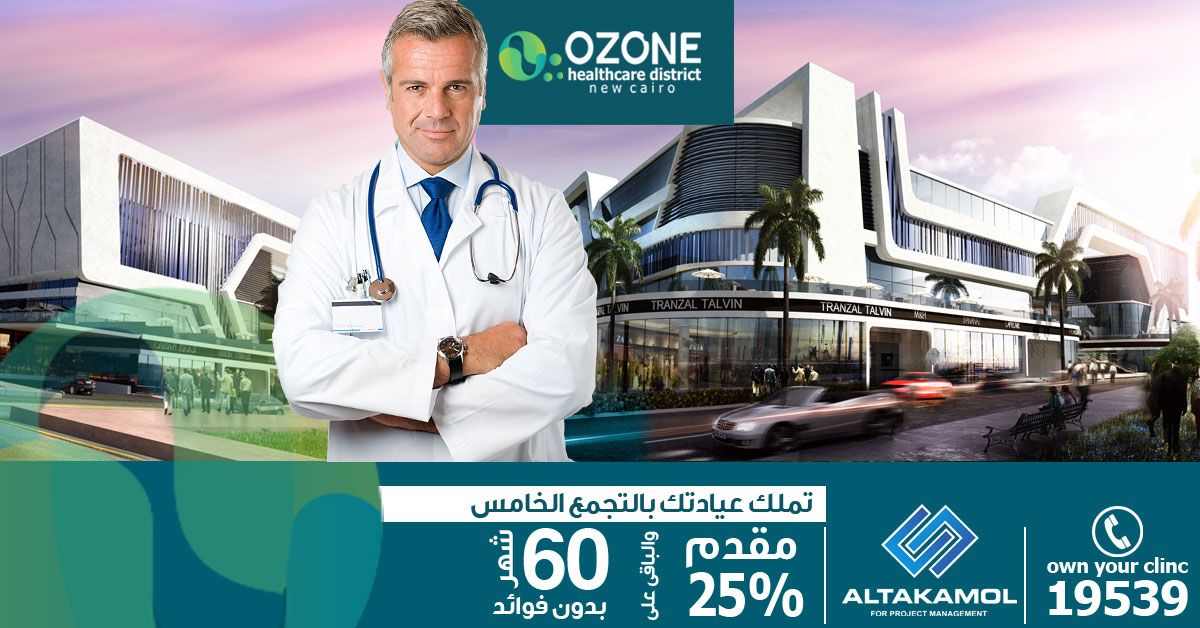 OZONE
healthcare district
new cairo
TRANZAL TALVIN
TRANZAL TALVIN
تملك عيادتك بالتجمع الخامس
مقدم
25%
والباقى على
60 شهر
بدون فوائد
ALTAKAMOL
FOR PROJECT MANAGEMENT
own your clinc
19539